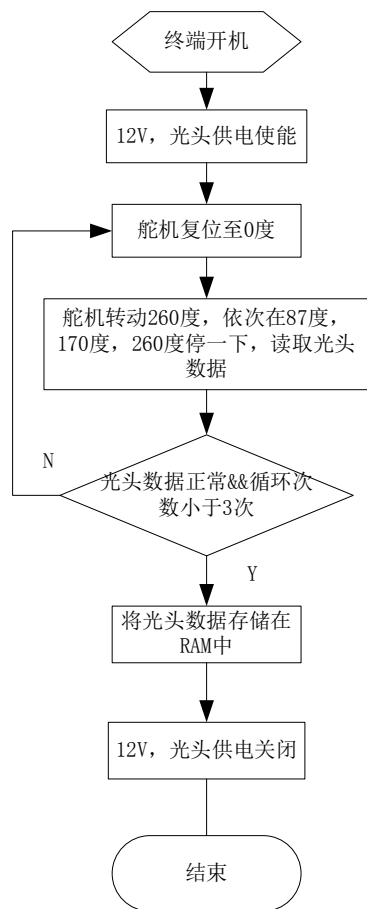 终端开机
12V，光头供电使能
舵机复位至0度
舵机转动260度，依次在87度，
170度，260度停一下，读取光头
数据
N
光头数据正常&&循环次
数小于3次
Y
将光头数据存储在
RAM中
12V，光头供电关闭
结束